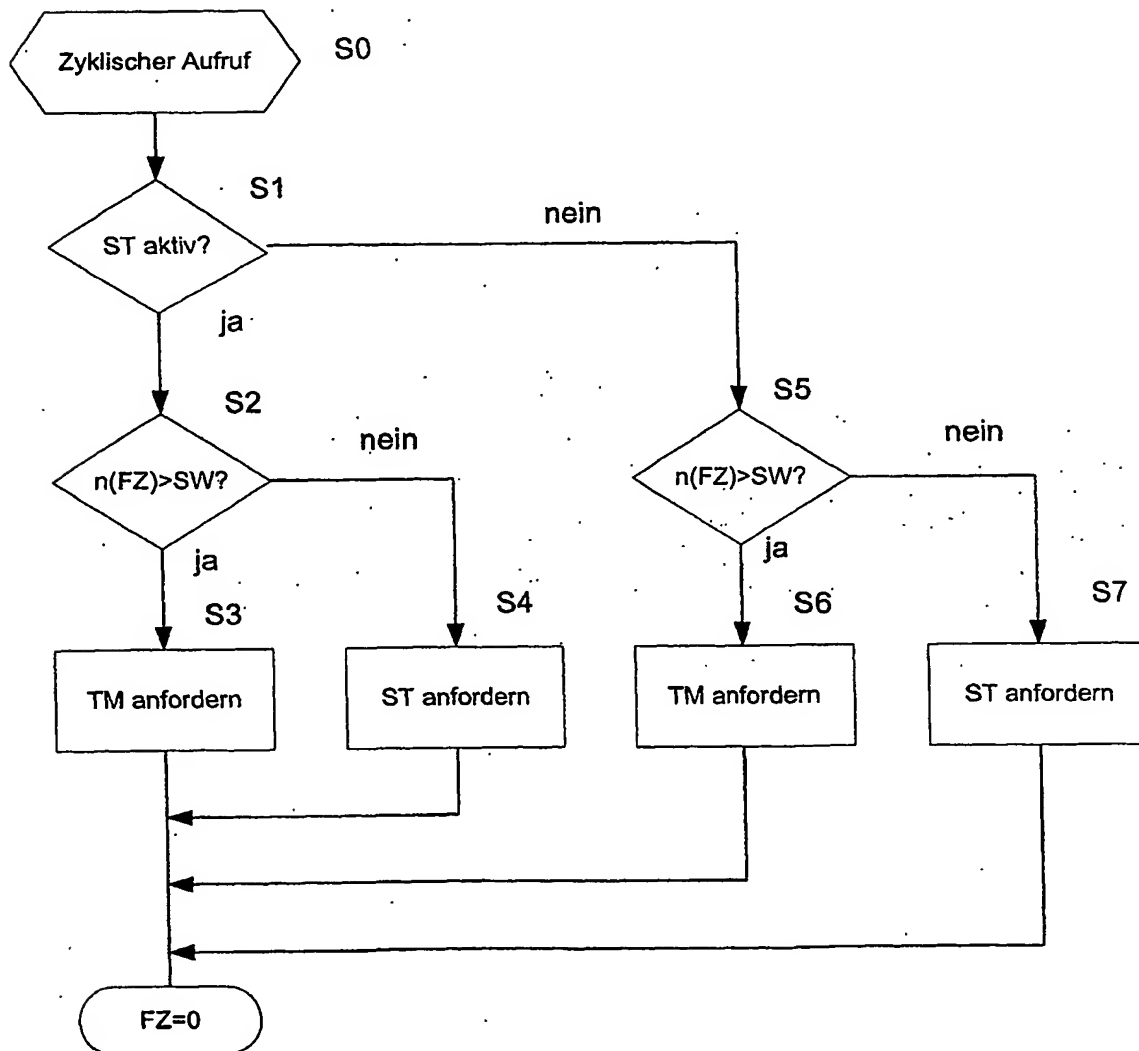 Zyklischer Aufruf
S0
S1
ST aktiv?
nein
ja
S2
n(FZ)>SW?
nein
ja
S5
n(FZ)>SW?
nein
ja
S3
TM anfordern
S4
ST anfordern
S6
TM anfordern
S7
ST anfordern
FZ=0